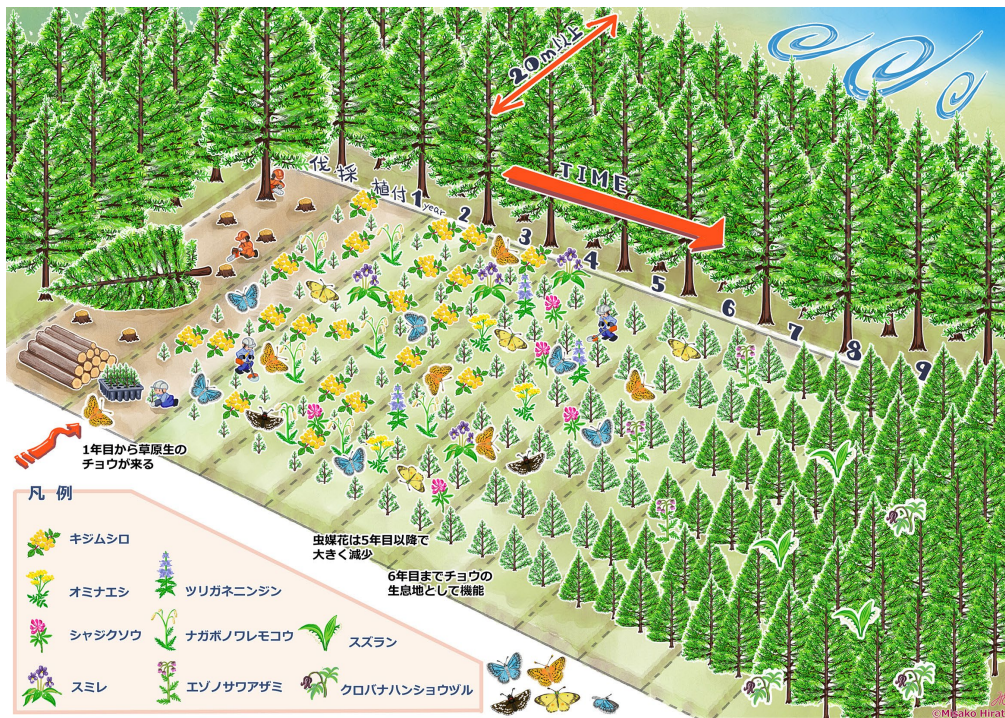 20m以上
TIME
伐採
植付
1 year
2
3
4
5
6
7
8
9
1年目から草原生の
チョウが来る
虫媒花は5年目以降で
大きく減少
6年目までチョウの
生息地として機能
凡 例
キジムシロ
オミナエシ
シャジクソウ
スミレ
ツリガネニンジン
ナガボノワレモコウ
エゾノサワアザミ
スズラン
クロバナハンショウヅル
©Misako Hirat